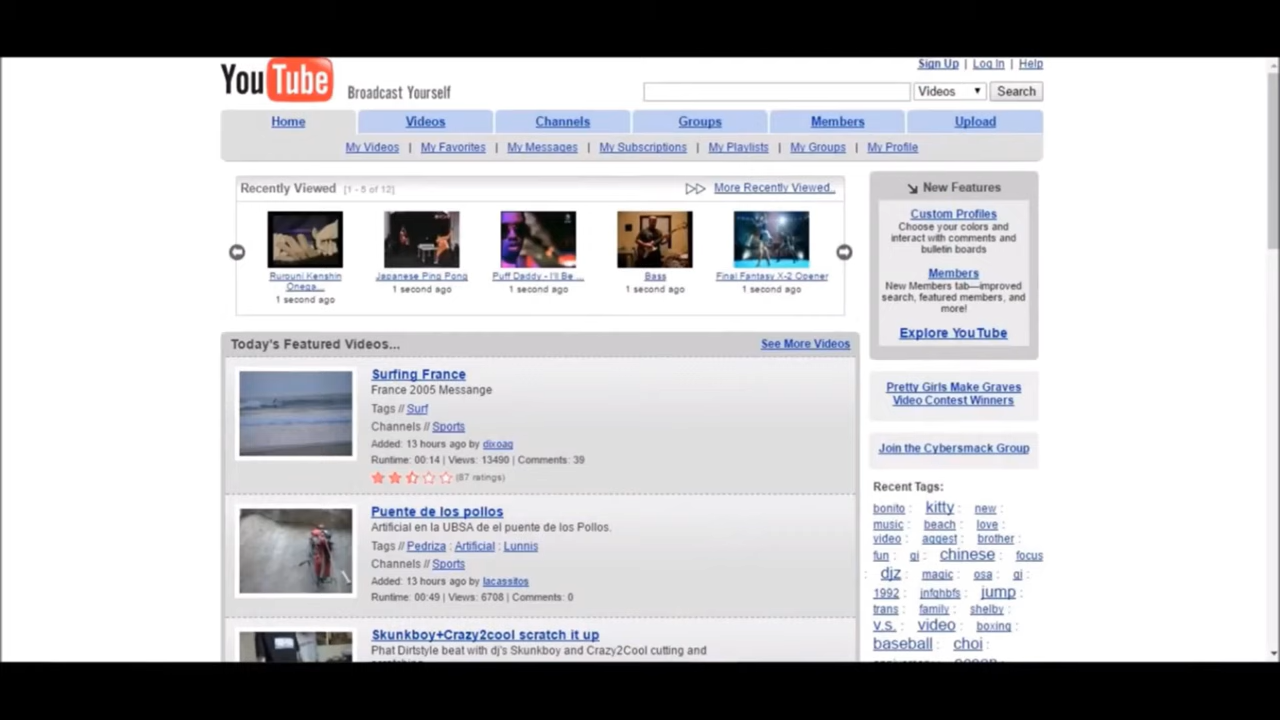 YouTube Broadcast Yourself
Sign Up | Log In | Help
Videos Search
Home Videos Channels Groups Members Upload
My Videos | My Favorites | My Messages | My Subscriptions | My Playlists | My Groups | My Profile
Recently Viewed [1 - 5 of 12] More Recently Viewed..
Rurouni Kenshin
1 second ago
Japanese Ping Pong
1 second ago
Puff Daddy - I'll Be ...
1 second ago
Bass
1 second ago
Final Fantasy X-2 Opener
1 second ago
Today's Featured Videos... See More Videos
Surfing France
France 2005 Messange
Tags // Surf
Channels // Sports
Added: 13 hours ago by
Runtime: 00:14 | Views: 13490 | Comments: 39
(87 ratings)
Puente de los pollos
Artificial en la UBSA de el puente de los Pollos.
Tags // Pedriza : Artificial : Lunnis
Channels // Sports
Added: 13 hours ago by lacassitos
Runtime: 00:49 | Views: 6708 | Comments: 0
Skunkboy+Crazy2cool scratch it up
Phat Dirtstyle beat with dj's Skunkboy and Crazy2Cool cutting and
New Features
Custom Profiles
Choose your colors and
interact with comments and
bulletin boards
Members
New Members tab—improved
search, featured members, and
more!
Explore YouTube
Pretty Girls Make Graves
Video Contest Winners
Join the Cybersmack Group
Recent Tags:
bonito : kitty : new :
music : beach : love :
video : aggest : brother :
fun : gi : chinese : focus
: djz : magic : osa : gi :
1992 : : jump :
trans : family : shelby :
v.s. : video : boxing :
baseball : choi :